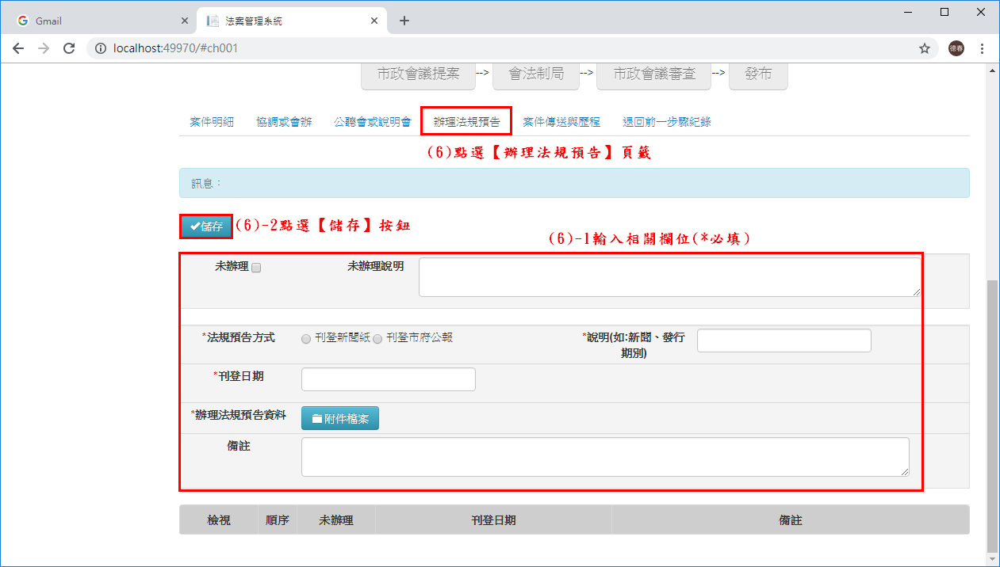 Gmail
法案管理系統
localhost:49970/#ch001
德春
市政會議提案 --> 會法制局 --> 市政會議審查 --> 發布
案件明細 協調或會辦 公聽會或說明會 辦理法規預告 案件傳送與歷程 退回前一步驟紀錄
(6)點選【辦理法規預告】頁籤
訊息：
儲存 (6)-2點選【儲存】按鈕
(6)-1輸入相關欄位(*必填)
未辦理 未辦理說明
*法規預告方式 刊登新聞紙 刊登市府公報 *說明(如:新聞、發行
期別)
*刊登日期
*辦理法規預告資料 附件檔案
備註
檢視 順序 未辦理 刊登日期 備註